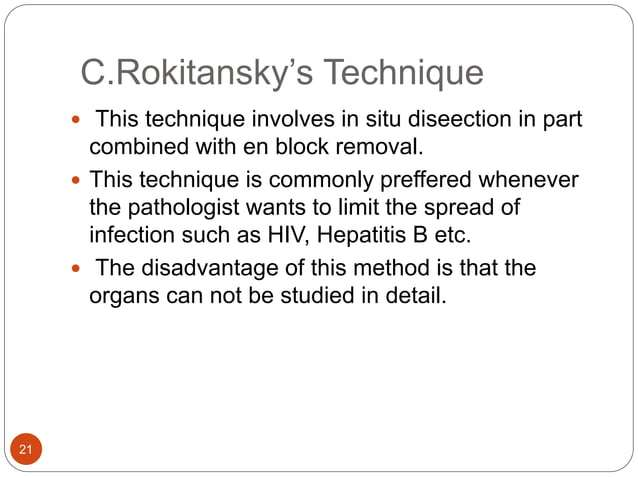 C.Rokitansky’s Technique
This technique involves in situ diseection in part
combined with en block removal.
This technique is commonly preffered whenever
the pathologist wants to limit the spread of
infection such as HIV, Hepatitis B etc.
The disadvantage of this method is that the
organs can not be studied in detail.
21